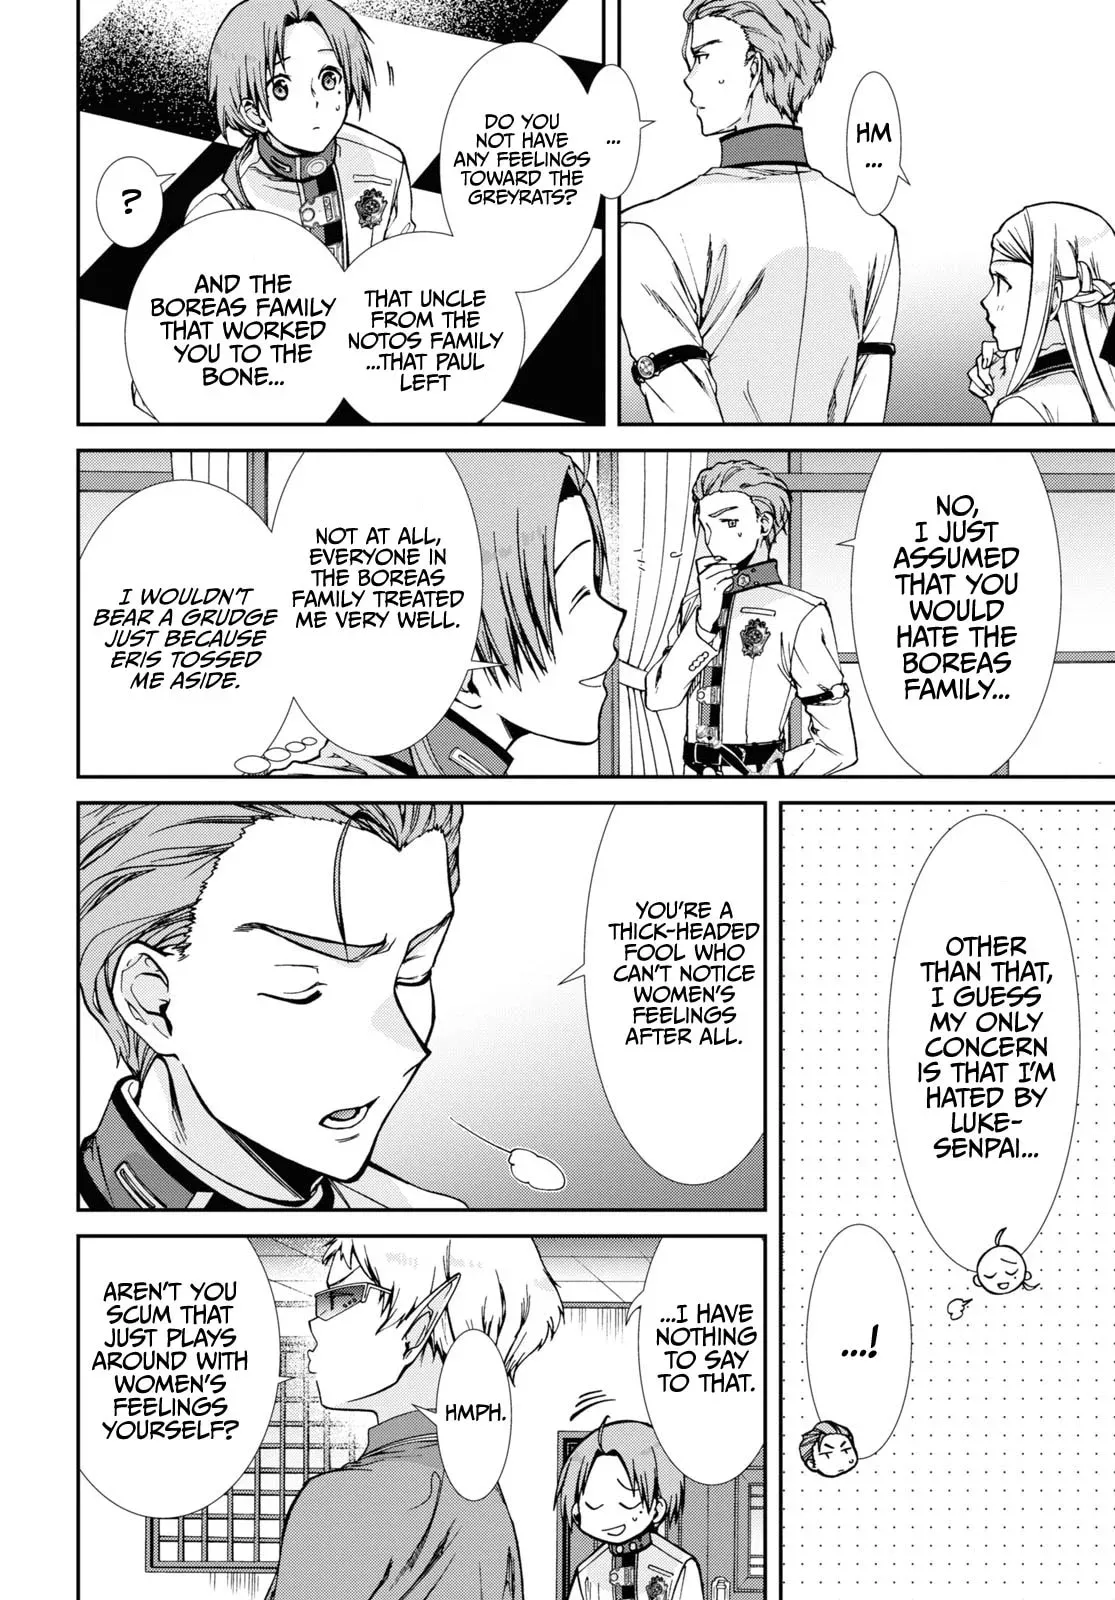 HM
...
...
DO YOU
NOT HAVE
ANY FEELINGS
TOWARD THE
GREYRATS?
THAT UNCLE
FROM THE
NOTOS FAMILY
...THAT PAUL
LEFT
AND THE
BOREAS FAMILY
THAT WORKED
YOU TO THE
BONE...
?
NO,
I JUST
ASSUMED
THAT YOU
WOULD
HATE THE
BOREAS
FAMILY...
NOT AT ALL,
EVERYONE IN
THE BOREAS
FAMILY TREATED
ME VERY WELL.
I WOULDN'T
BEAR A GRUDGE
JUST BECAUSE
ERIS TOSSED
ME ASIDE.
OTHER
THAN THAT,
I GUESS
MY ONLY
CONCERN
IS THAT I'M
HATED BY
LUKE-
SENPAI...
...!
YOU'RE A
THICK-HEADED
FOOL WHO
CAN'T NOTICE
WOMEN'S
FEELINGS
AFTER ALL.
...I HAVE
NOTHING
TO SAY
TO THAT.
HMPH.
AREN'T YOU
SCUM THAT
JUST PLAYS
AROUND WITH
WOMEN'S
FEELINGS
YOURSELF?